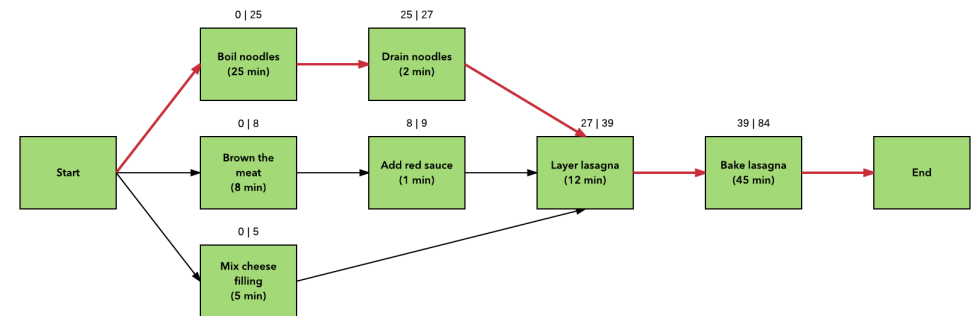 0 | 25
25 | 27
Boil noodles
(25 min)
Drain noodles
(2 min)
0 | 8
8 | 9
27 | 39
39 | 84
Start
Brown the
meat
(8 min)
Add red sauce
(1 min)
Layer lasagna
(12 min)
Bake lasagna
(45 min)
End
0 | 5
Mix cheese
filling
(5 min)